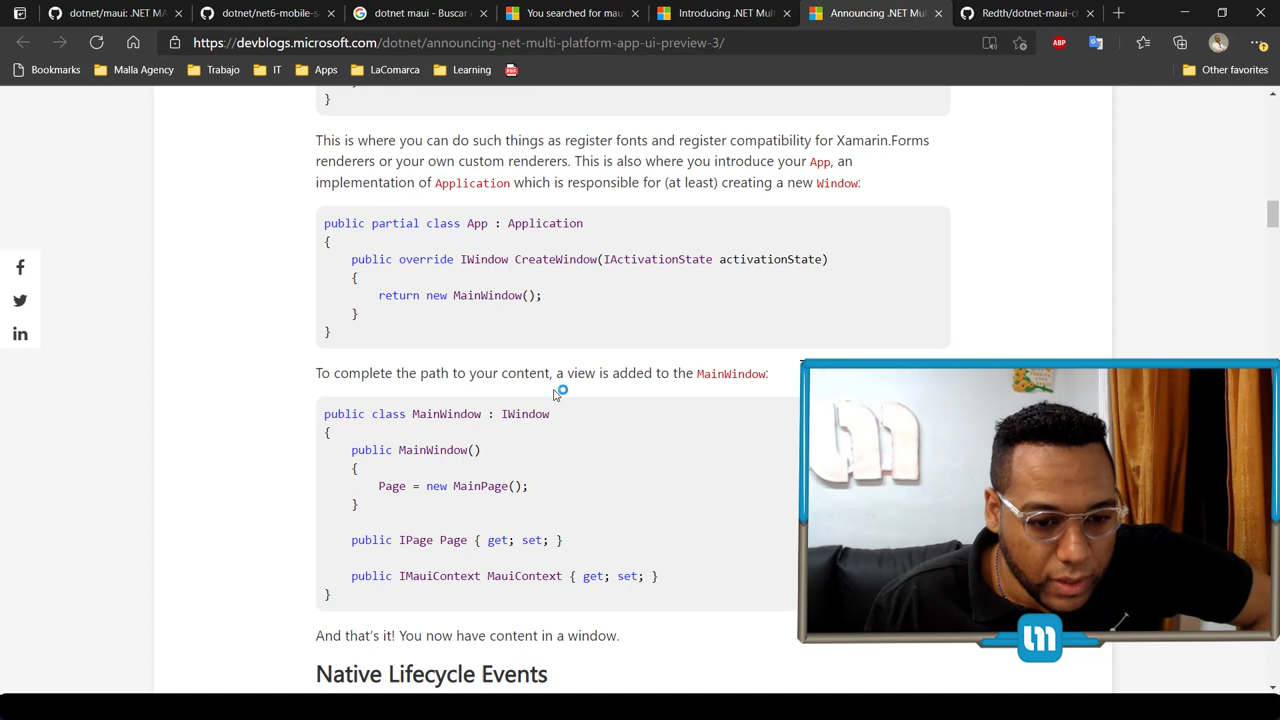 dotnet/maui: .NET MA
dotnet/net6-mobile-s
dotnet maui - Buscar
You searched for mau
Introducing .NET Mult
Announcing .NET Mul
Redth/dotnet-maui-c
https://devblogs.microsoft.com/dotnet/announcing-net-multi-platform-app-ui-preview-3/
ABP
Bookmarks
Malla Agency
Trabajo
IT
Apps
LaComarca
Learning
PDF
Other favorites
}
This is where you can do such things as register fonts and register compatibility for Xamarin.Forms
renderers or your own custom renderers. This is also where you introduce your App, an
implementation of Application which is responsible for (at least) creating a new Window:
public partial class App : Application
{
public override IWindow CreateWindow(IActivationState activationState)
{
return new MainWindow();
}
}
To complete the path to your content, a view is added to the MainWindow:
public class MainWindow : IWindow
{
public MainWindow()
{
Page = new MainPage();
}
public IPage Page { get; set; }
public IMauiContext MauiContext { get; set; }
}
And that's it! You now have content in a window.
Native Lifecycle Events